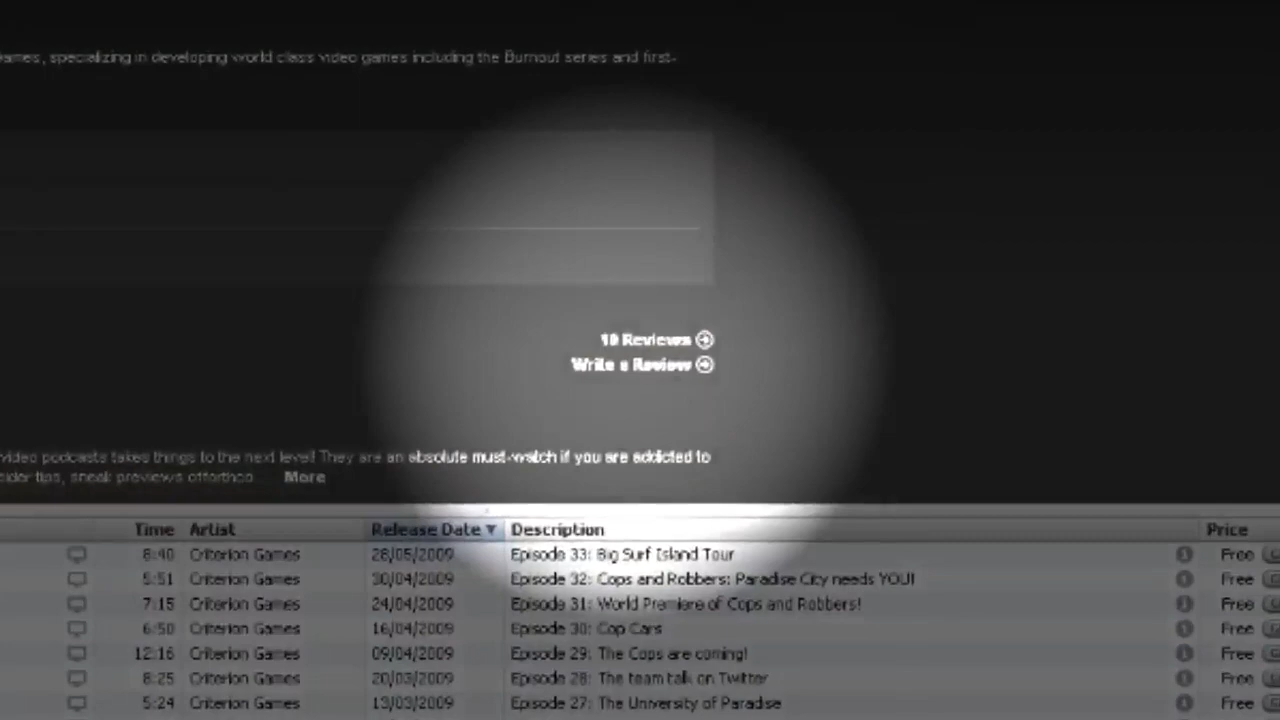 ames, specializing in developing world class video games including the Burnout series and first-
10 Reviews
Write a Review
video podcasts takes things to the next level! They are an absolute must-watch if you are addicted to
sider tips, sneak previews of More
Time Artist Release Date Description Price
8:40 Criterion Games 28/05/2009 Episode 33: Big Surf Island Tour Free
5:51 Criterion Games 30/04/2009 Episode 32: Cops and Robbers: Paradise City needs YOU! Free
7:15 Criterion Games 24/04/2009 Episode 31: World Premiere of Cops and Robbers! Free
6:50 Criterion Games 16/04/2009 Episode 30: Cop Cars Free
12:16 Criterion Games 09/04/2009 Episode 29: The Cops are coming! Free
8:25 Criterion Games 20/03/2009 Episode 28: The team talk on Twitter Free
5:24 Criterion Games 13/03/2009 Episode 27: The University of Paradise Free